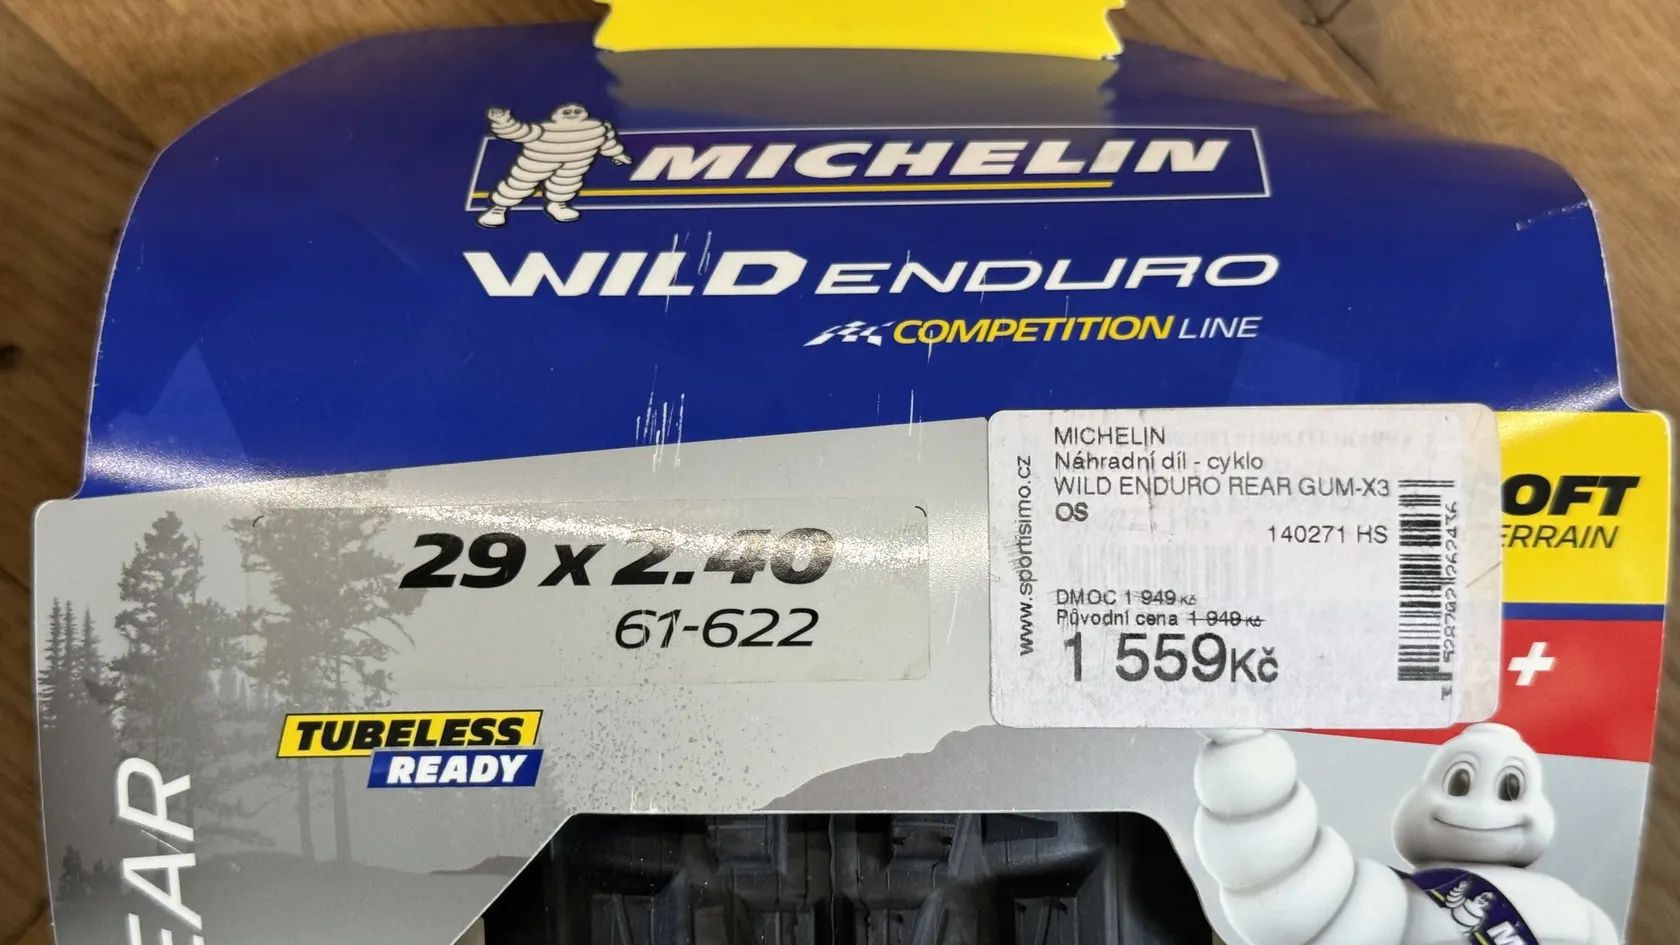 MICHELIN
WILD ENDURO
COMPETITION LINE
29 x 2.40
61-622
TUBELESS
READY
EAR
www.sportisimo.cz
MICHELIN
Náhradní díl - cyklo
WILD ENDURO REAR GUM-X3
OS
140271 HS
DMOC 1 949 Kč
Původní cena 1 949 Kč
1 559Kč
OFT
ERRAIN
+